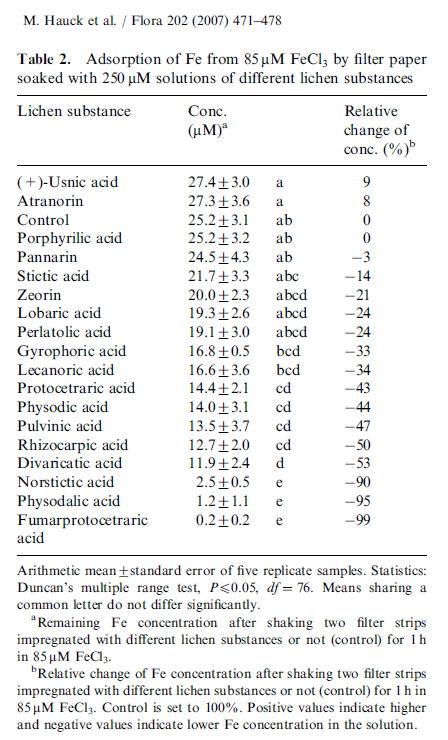 M. Hauck et al. / Flora 202 (2007) 471–478
Table 2. Adsorption of Fe from 85 μM FeCl3 by filter paper
soaked with 250 μM solutions of different lichen substances
Lichen substance Conc. Relative
(μM)a change of
conc. (%)b
(+)-Usnic acid 27.4±3.0 a 9
Atranorin 27.3±3.6 a 8
Control 25.2±3.1 ab 0
Porphyrilic acid 25.2±3.2 ab 0
Pannarin 24.5±4.3 ab −3
Stictic acid 21.7±3.3 abc −14
Zeorin 20.0±2.3 abcd −21
Lobaric acid 19.3±2.6 abcd −24
Perlatolic acid 19.1±3.0 abcd −24
Gyrophoric acid 16.8±0.5 bcd −33
Lecanoric acid 16.6±3.6 bcd −34
Protocetraric acid 14.4±2.1 cd −43
Physodic acid 14.0±3.1 cd −44
Pulvinic acid 13.5±3.7 cd −47
Rhizocarpic acid 12.7±2.0 cd −50
Divaricatic acid 11.9±2.4 d −53
Norstictic acid 2.5±0.5 e −90
Physodalic acid 1.2±1.1 e −95
Fumarprotocetraric 0.2±0.2 e −99
acid
Arithmetic mean±standard error of five replicate samples. Statistics:
Duncan's multiple range test, P⩽0.05, df = 76. Means sharing a
common letter do not differ significantly.
aRemaining Fe concentration after shaking two filter strips
impregnated with different lichen substances or not (control) for 1 h
in 85 μM FeCl3.
bRelative change of Fe concentration after shaking two filter strips
impregnated with different lichen substances or not (control) for 1 h in
85 μM FeCl3. Control is set to 100%. Positive values indicate higher
and negative values indicate lower Fe concentration in the solution.